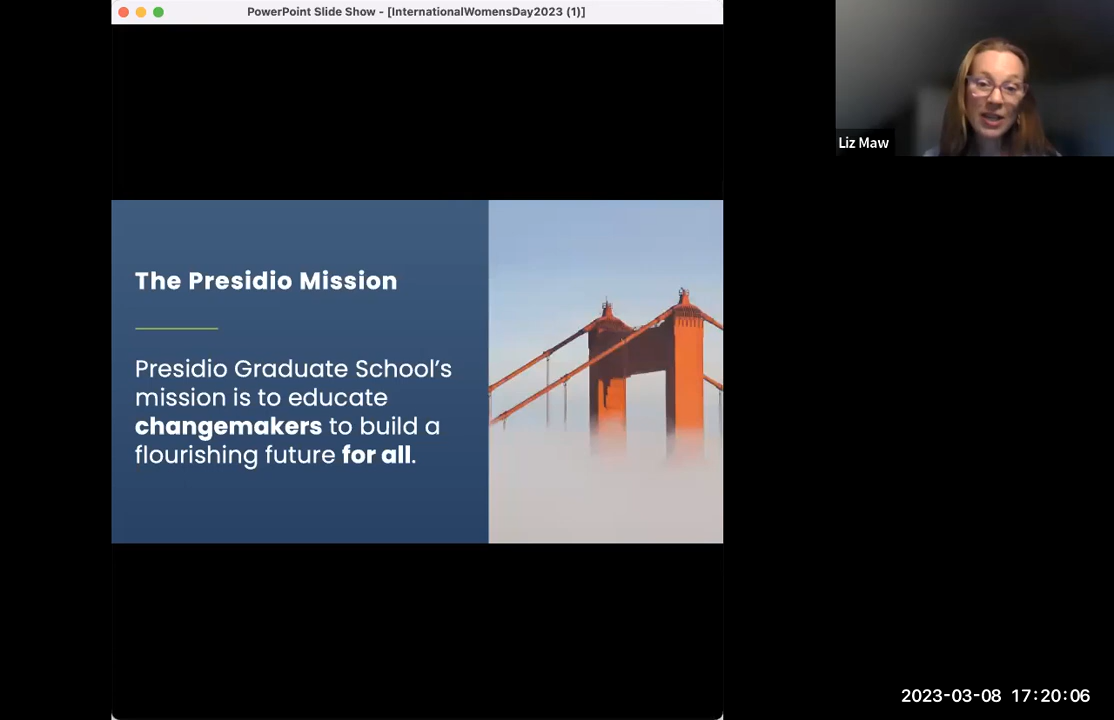 PowerPoint Slide Show - [InternationalWomensDay2023 (1)]
Liz Maw
The Presidio Mission
Presidio Graduate School’s
mission is to educate
changemakers to build a
flourishing future for all.
2023-03-08 17:20:06